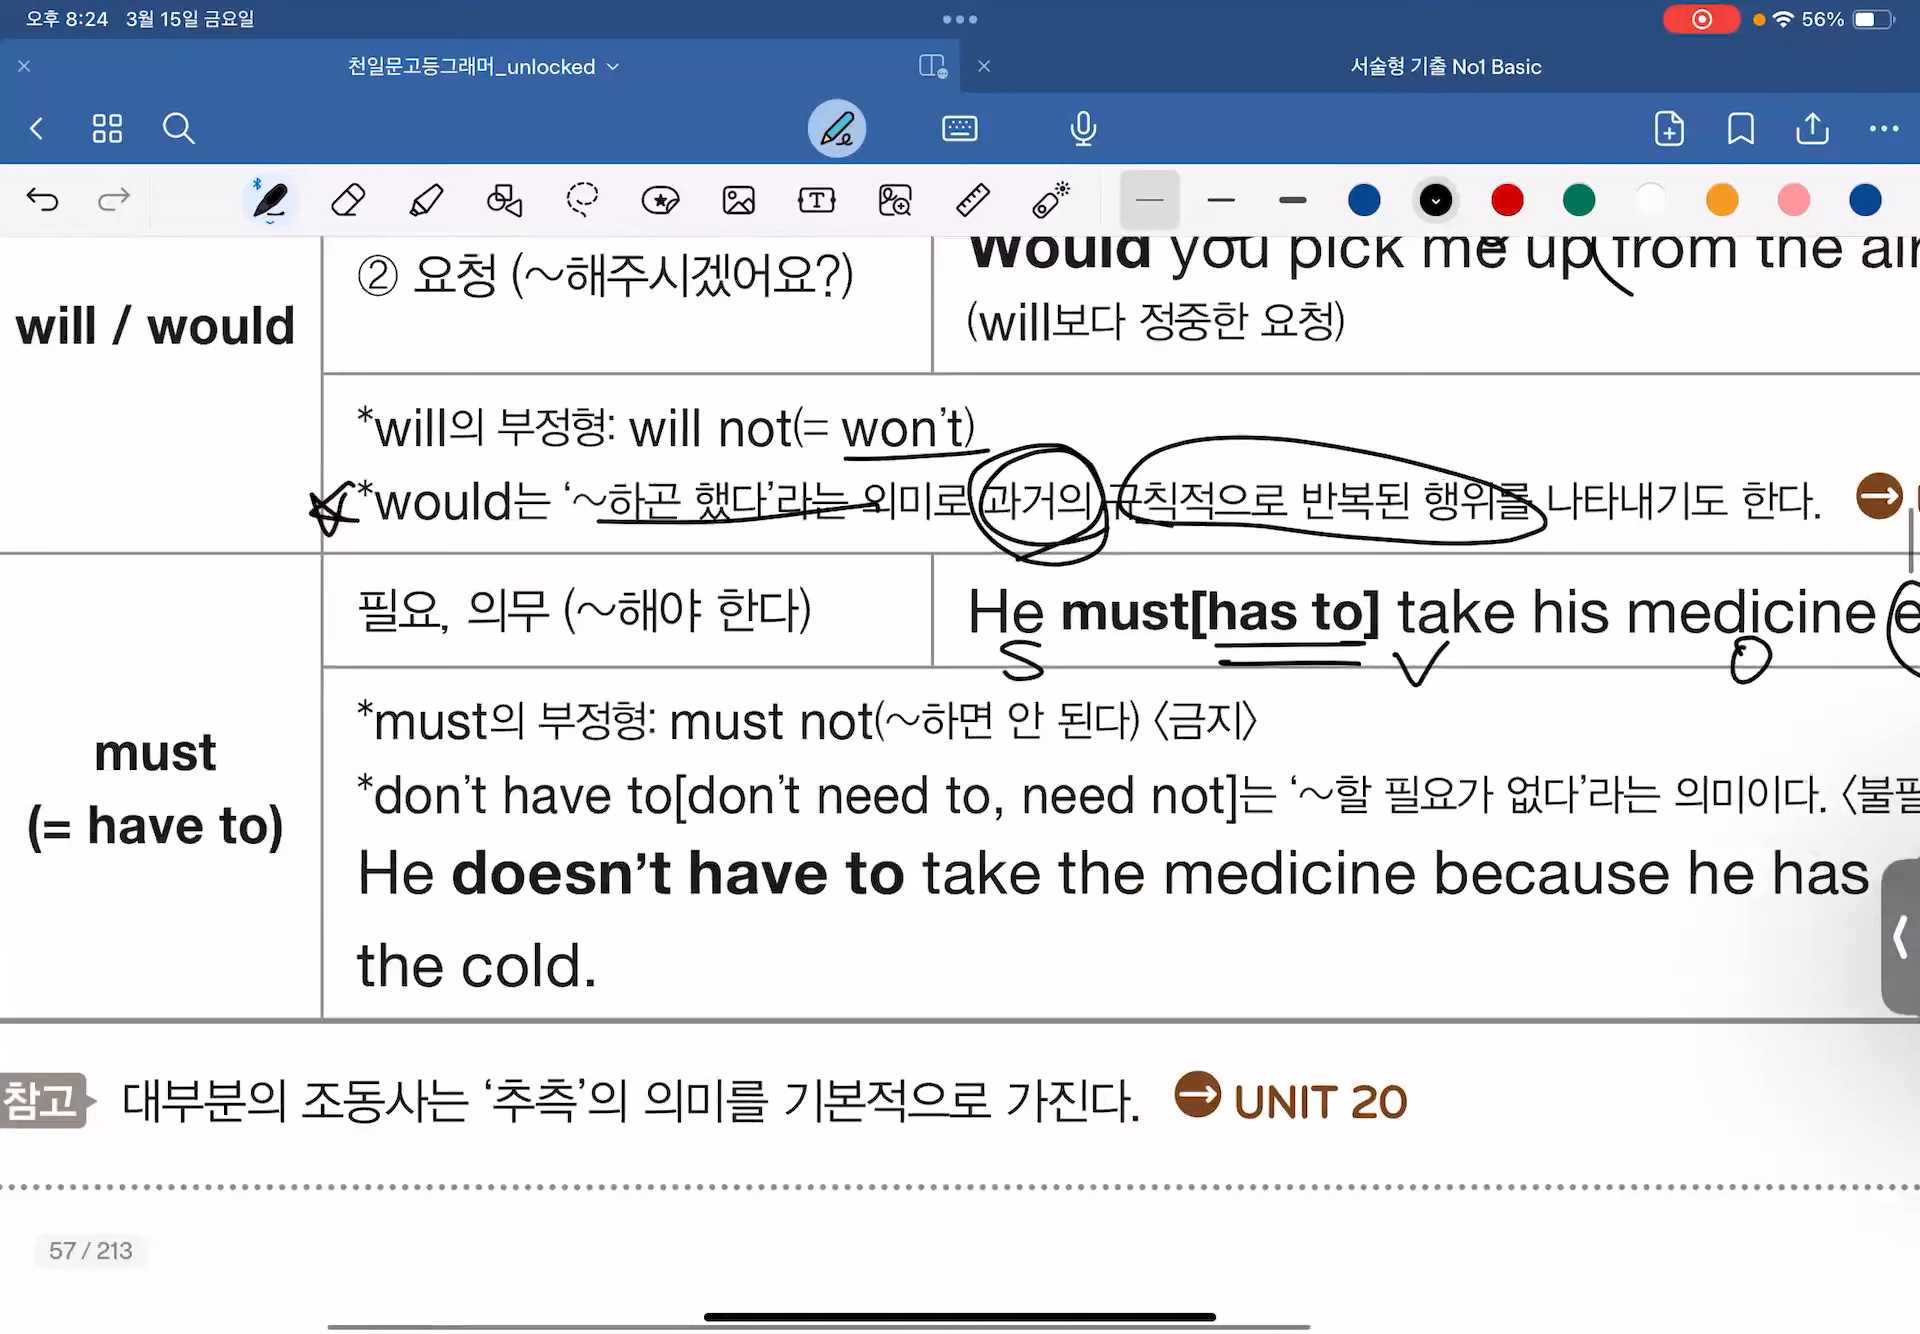 오후 8:24 3월 15일 금요일
56%
천일문고등그래머_unlocked
서술형 기출 No1 Basic
② 요청 (~해주시겠어요?)
Would you pick me up from the
(will보다 정중한 요청)
will / would
*will의 부정형: will not(= won't)
*would는 '~하곤 했다'라는 의미로 과거의 규칙적으로 반복된 행위를 나타내기도 한다.
필요, 의무 (~해야 한다)
He must[has to] take his medicine
S V O
must
(= have to)
*must의 부정형: must not(~하면 안 된다) 〈금지〉
*don't have to[don't need to, need not]는 '~할 필요가 없다'라는 의미이다.
He doesn't have to take the medicine because he has
the cold.
참고 대부분의 조동사는 '추측'의 의미를 기본적으로 가진다. → UNIT 20
57 / 213